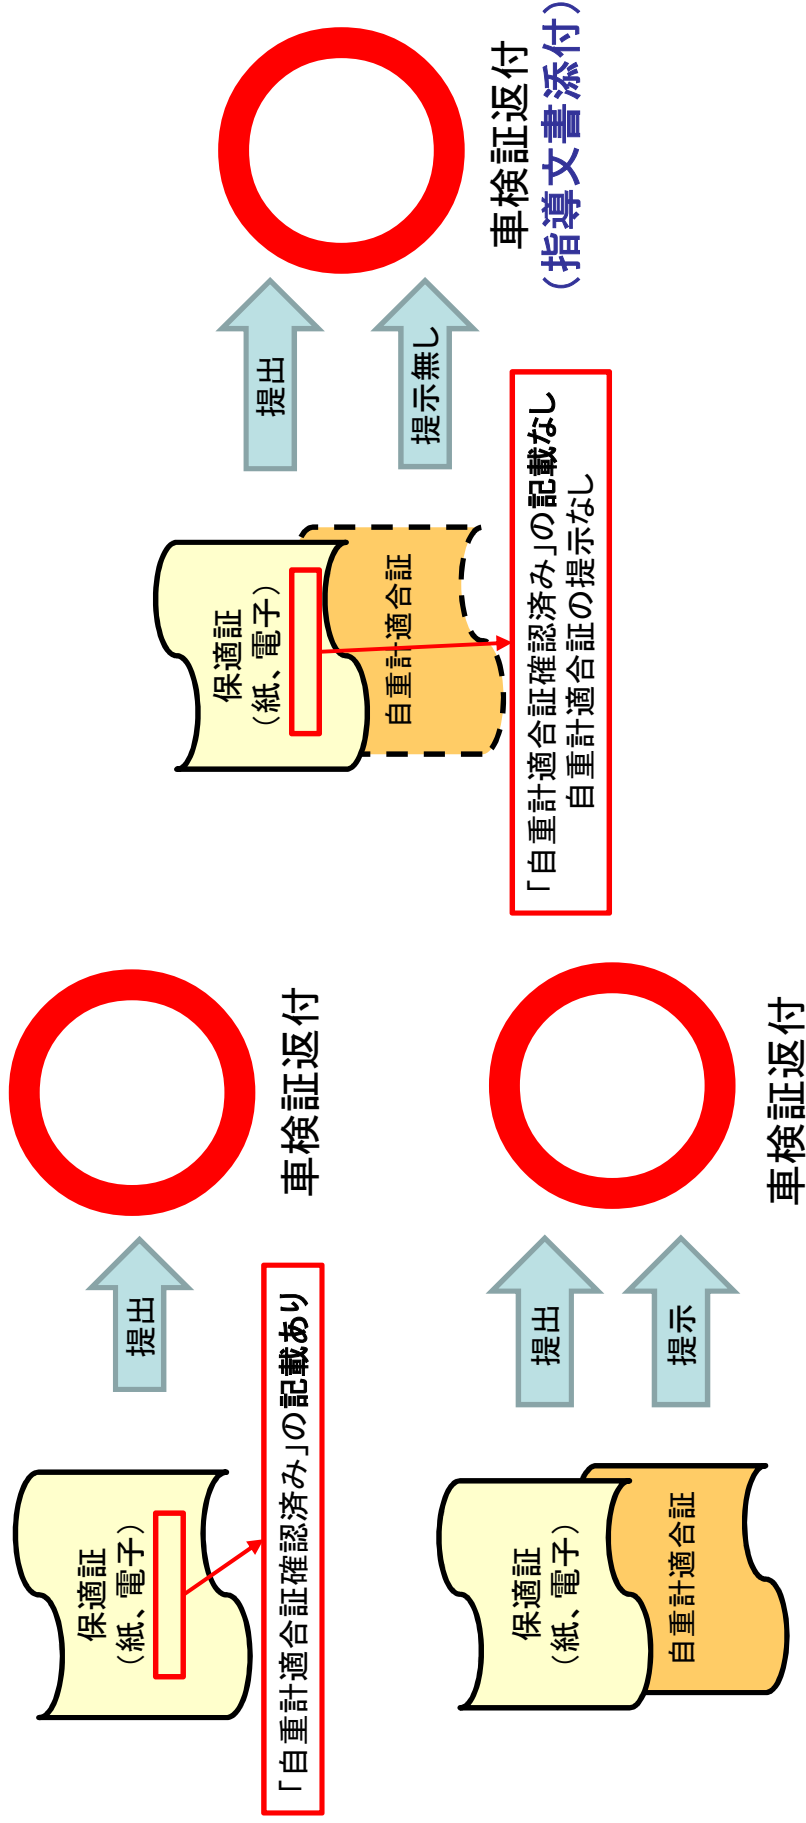 保適証
（紙、電子）
提出
「自重計適合証確認済み」の記載あり
車検証返付
保適証
（紙、電子）
自重計適合証
提出
提示
車検証返付
保適証
（紙、電子）
自重計適合証
提出
提示無し
「自重計適合証確認済み」の記載なし
自重計適合証の提示なし
車検証返付
（指導文書添付）